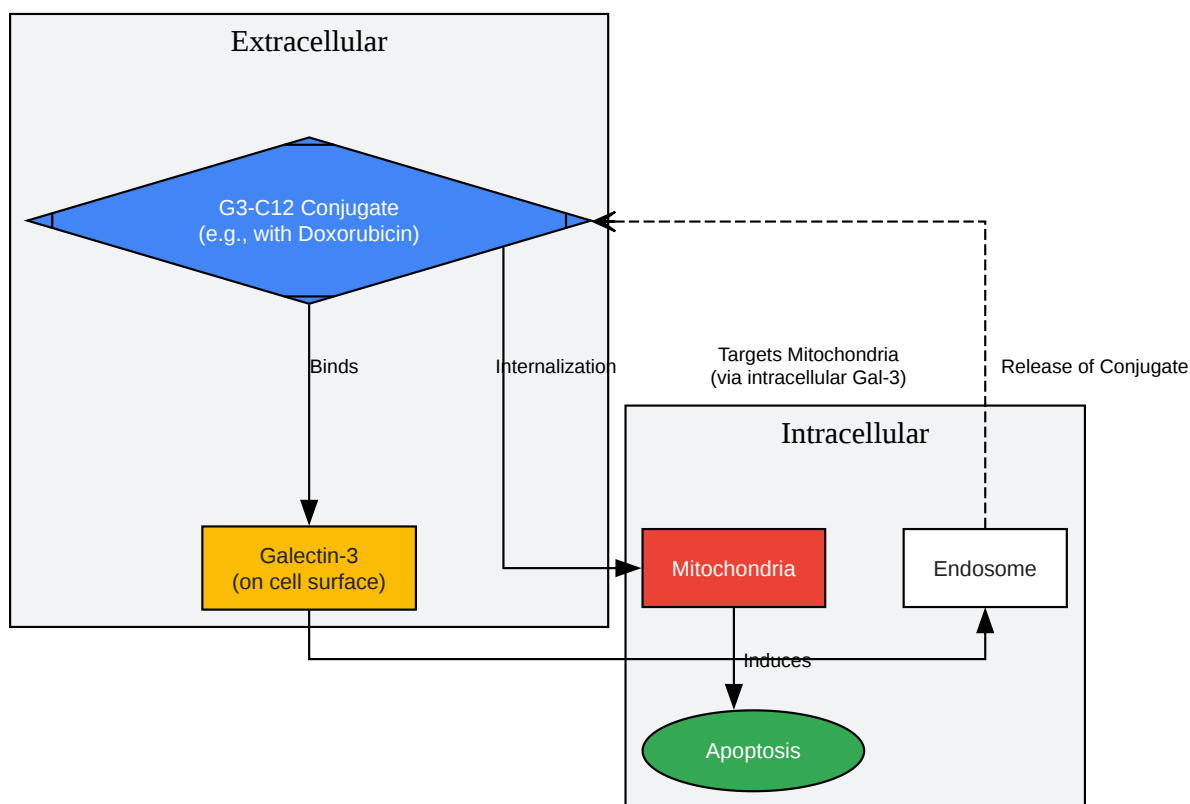 Extracellular
G3-C12 Conjugate
(e.g., with Doxorubicin)
Binds
Internalization
Targets Mitochondria
(via intracellular Gal-3)
Release of Conjugate
Intracellular
Galectin-3
(on cell surface)
Mitochondria
Endosome
Induces
Apoptosis